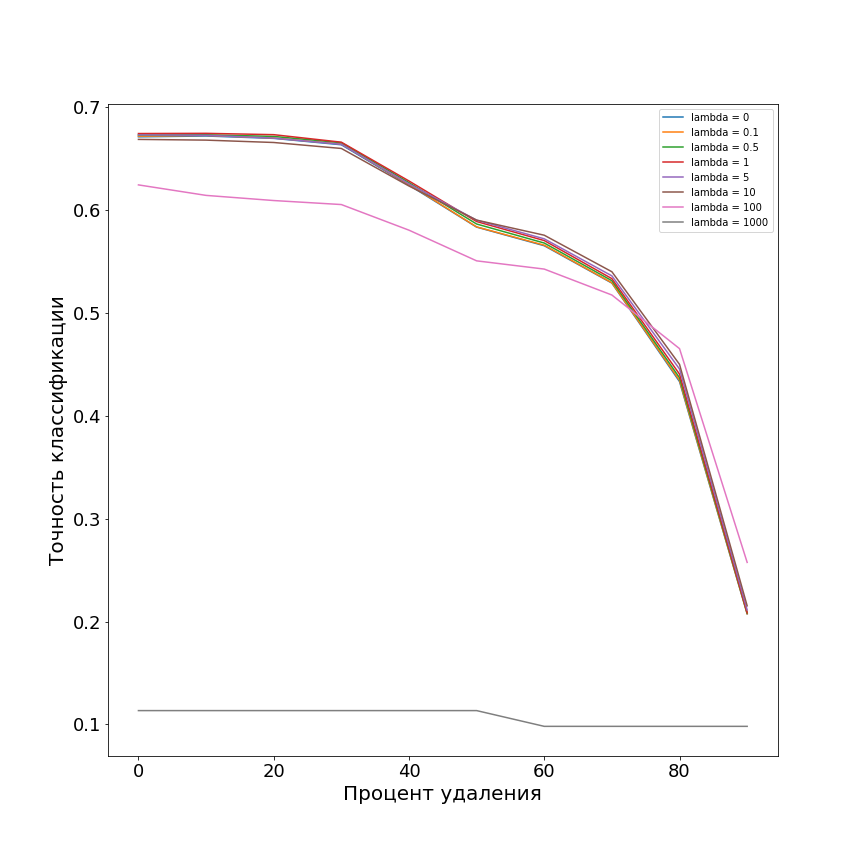 0.7
0.6
0.5
0.4
0.3
0.2
0.1
Точность классификации
0 20 40 60 80
Процент удаления
lambda = 0
lambda = 0.1
lambda = 0.5
lambda = 1
lambda = 5
lambda = 10
lambda = 100
lambda = 1000